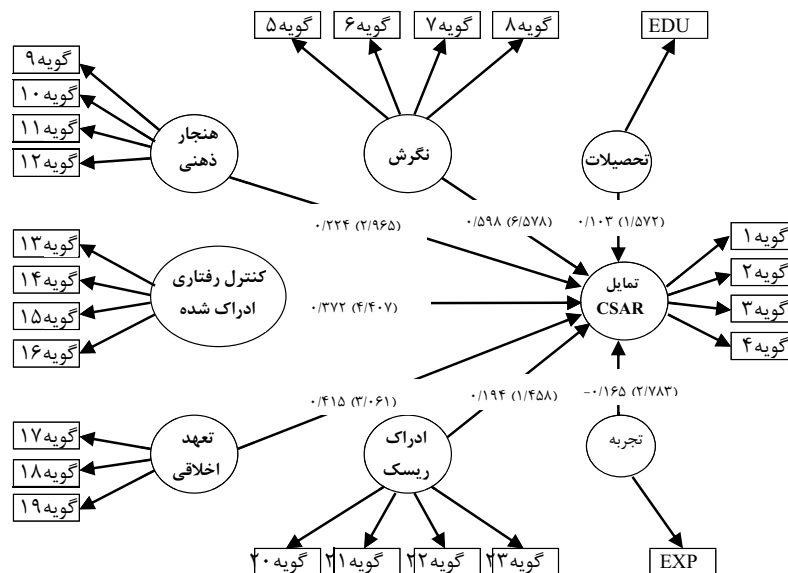 گویه۵
گویه۶
گویه۷
گویه۸
EDU
گویه۹
گویه۱۰
گویه۱۱
گویه۱۲
هنجار
ذهنی
نگرش
تحصیلات
۰/۲۲۴ (۲/۹۶۵)
۰/۵۹۸ (۶/۵۷۸)
۰/۱۰۳ (۱/۵۷۲)
گویه۱۳
گویه۱۴
گویه۱۵
گویه۱۶
کنترل رفتاری
ادراک شده
۰/۳۷۲ (۴/۴۰۷)
تمایل
CSAR
گویه۱
گویه۲
گویه۳
گویه۴
۰/۴۱۵ (۳/۰۶۱)
۰/۱۹۴ (۱/۴۵۸)
-۰/۱۶۵ (۲/۷۸۳)
گویه۱۷
گویه۱۸
گویه۱۹
تعهد
اخلاقی
ادراک
ریسک
تجربه
گویه۲۰
گویه۲۱
گویه۲۲
گویه۲۳
EXP